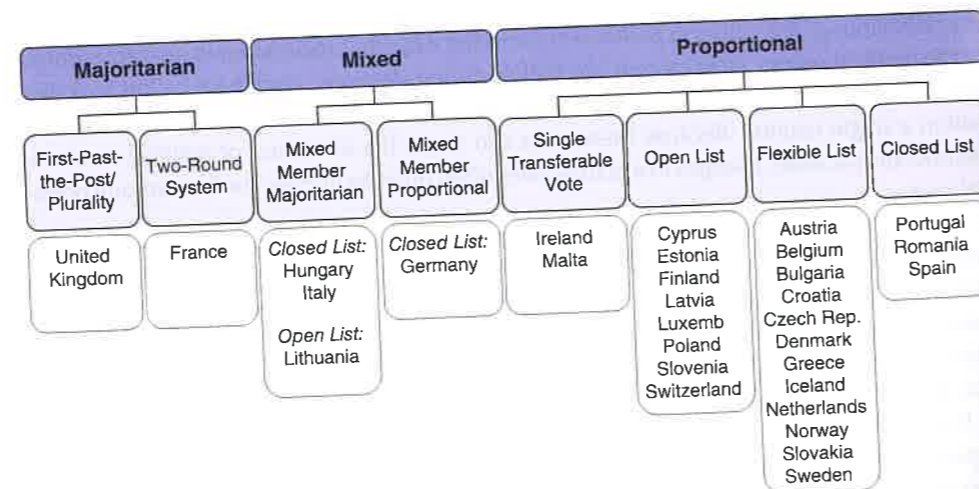 Majoritarian
Mixed
Proportional
First-Past-
the-Post/
Plurality
Two-Round
System
Mixed
Member
Majoritarian
Mixed
Member
Proportional
Single
Transferable
Vote
Open List
Flexible List
Closed List
United
Kingdom
France
Closed List:
Hungary
Italy
Open List:
Lithuania
Closed List:
Germany
Ireland
Malta
Cyprus
Estonia
Finland
Latvia
Luxemb
Poland
Slovenia
Switzerland
Austria
Belgium
Bulgaria
Croatia
Czech Rep.
Denmark
Greece
Iceland
Netherlands
Norway
Slovakia
Sweden
Portugal
Romania
Spain